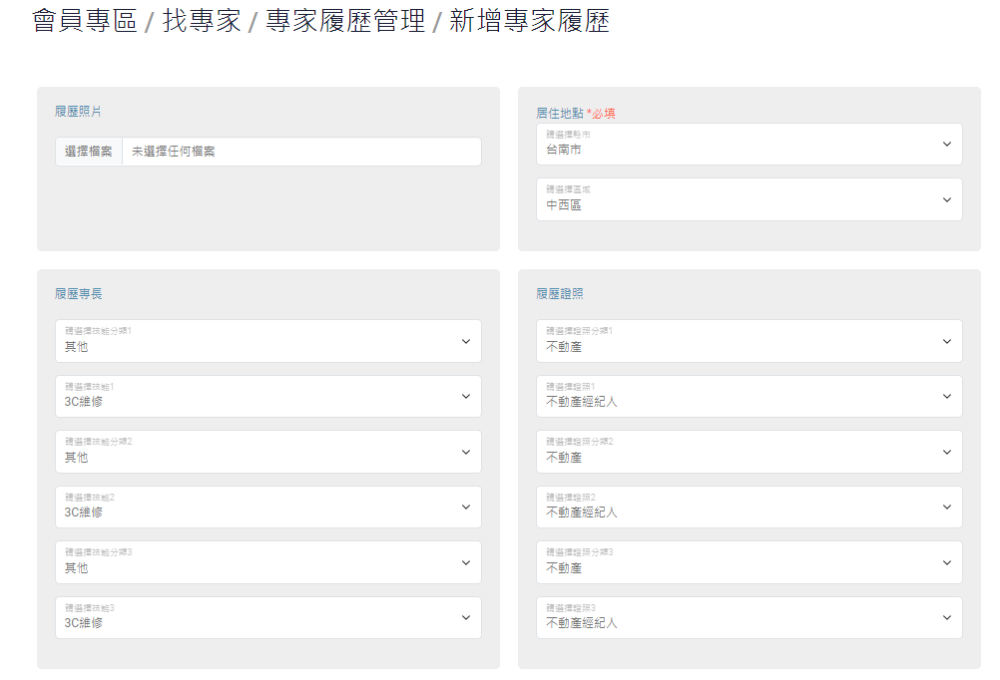 會員專區 / 找專家 / 專家履歷管理 / 新增專家履歷
履歷照片
選擇檔案 未選擇任何檔案
居住地點 *必填
請選擇縣市
台南市
請選擇區域
中西區
履歷專長
請選擇技能分類1
其他
請選擇技能1
3C維修
請選擇技能分類2
其他
請選擇技能2
3C維修
請選擇技能分類3
其他
請選擇技能3
3C維修
履歷證照
請選擇證照分類1
不動產
請選擇證照1
不動產經紀人
請選擇證照分類2
不動產
請選擇證照2
不動產經紀人
請選擇證照分類3
不動產
請選擇證照3
不動產經紀人